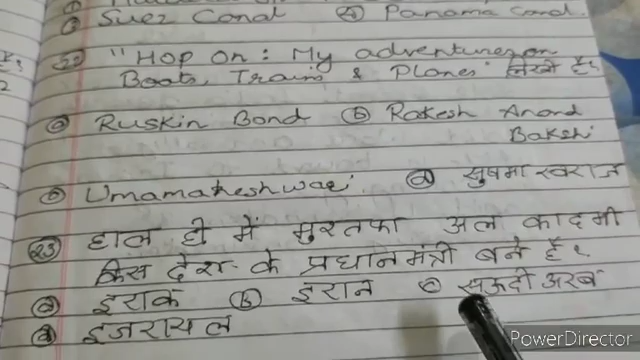 ⓒ Suez Canal ⓓ Panama Canal.
㉒ "Hop On: My adventures on
Boats, Trains & Planes" लिखी है?
ⓐ Ruskin Bond ⓑ Rakesh Anand
Bakshi
ⓒ Umamaheshwari ⓓ सुषमा स्वराज
㉓ हाल ही में मुस्तफा अल कादमी
किस देश के प्रधानमंत्री बने हैं?
ⓐ इराक ⓑ इरान ⓒ सऊदी अरब
ⓓ इजरायल
PowerDirector